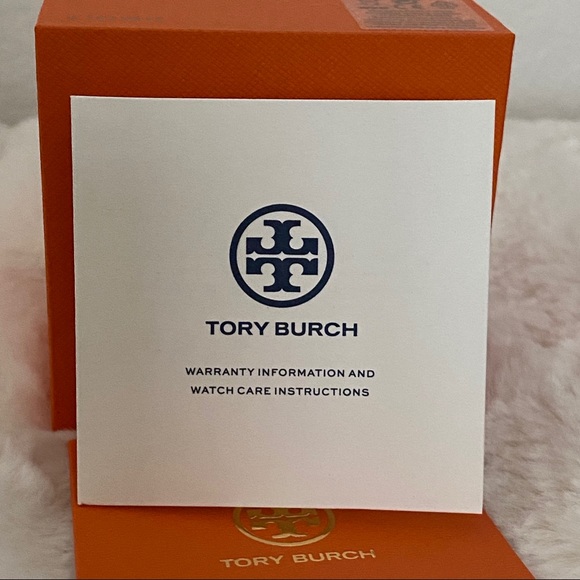 TORY BURCH
WARRANTY INFORMATION AND
WATCH CARE INSTRUCTIONS
TORY BURCH